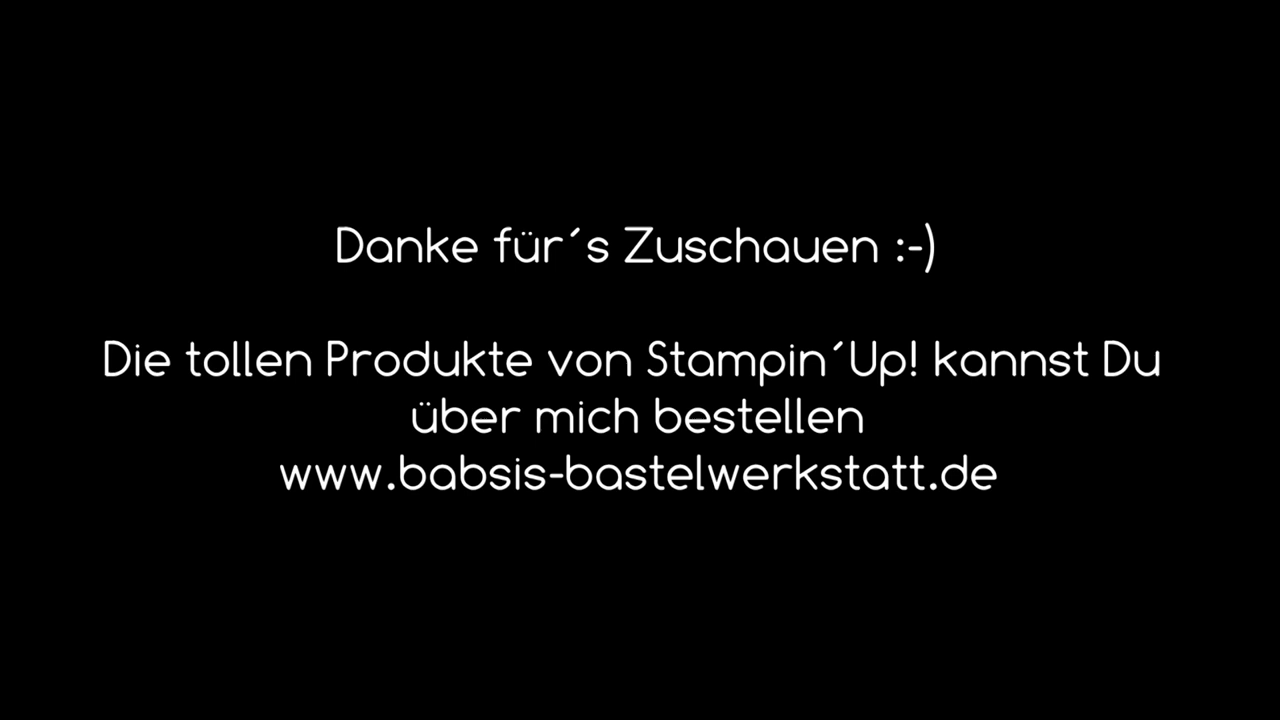 Danke für´s Zuschauen :-)
Die tollen Produkte von Stampin´Up! kannst Du
über mich bestellen
www.babsis-bastelwerkstatt.de